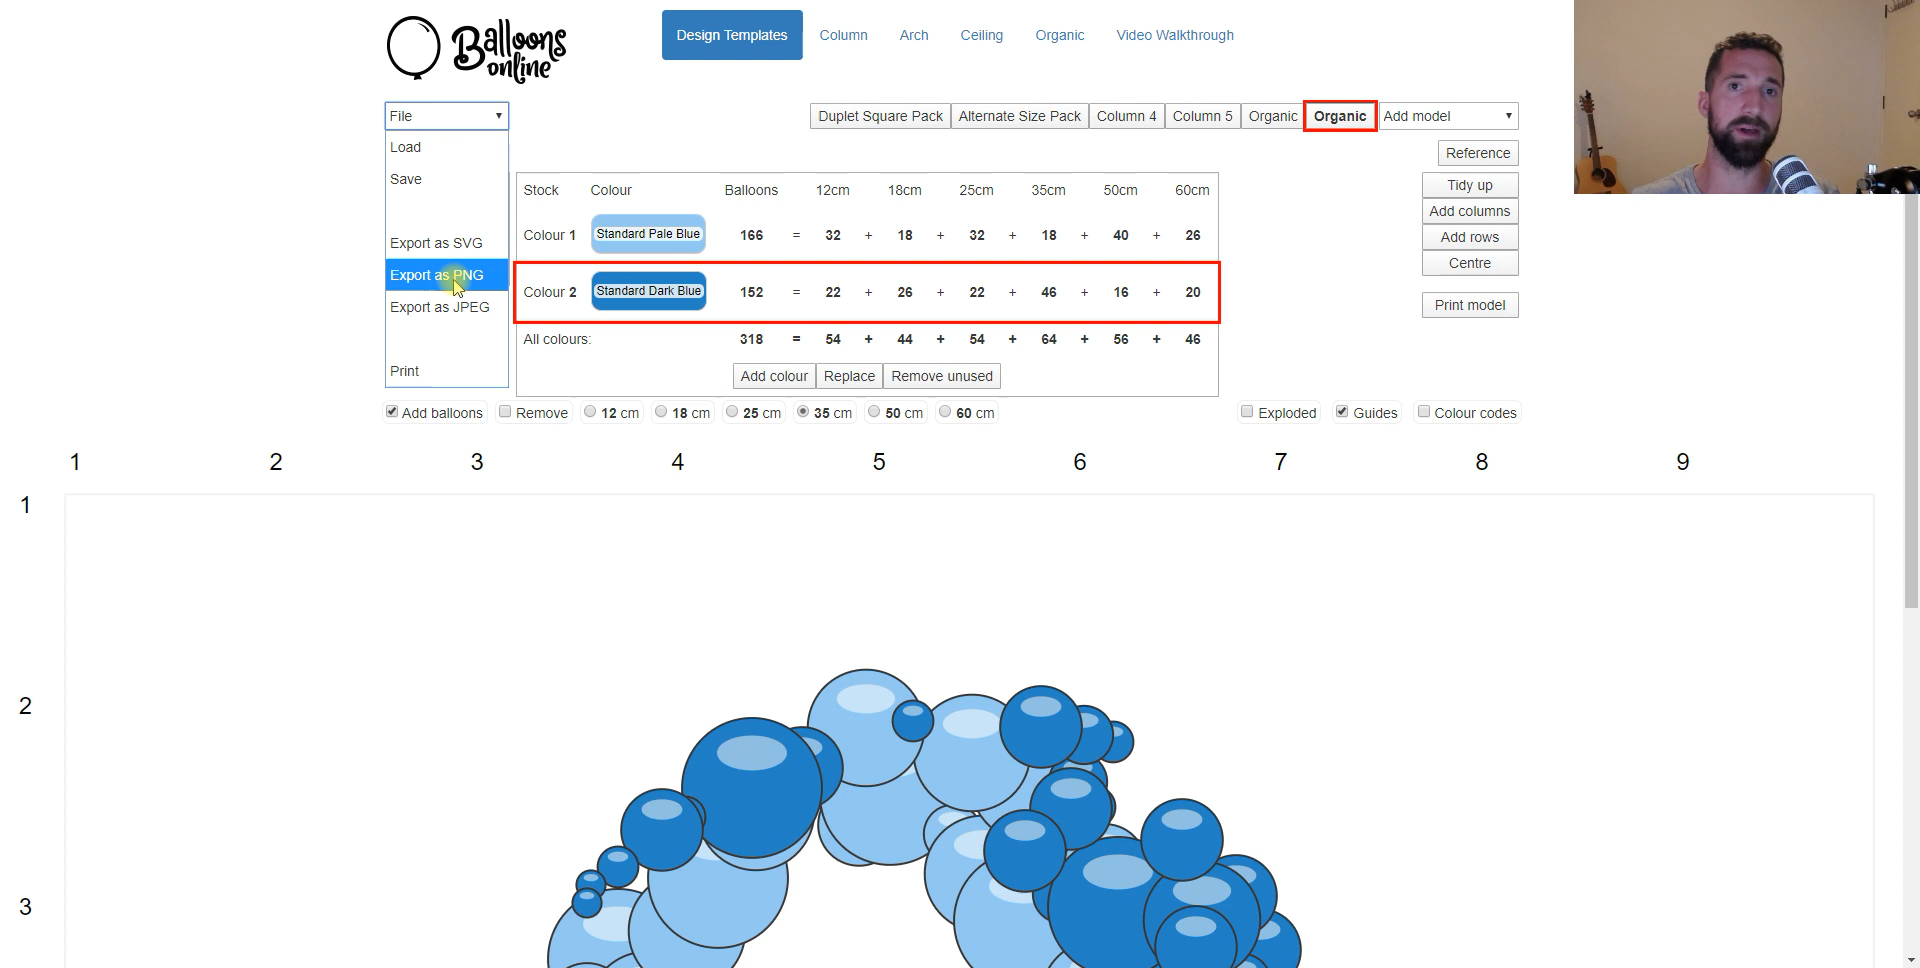 Balloons
online
Design Templates Column Arch Ceiling Organic Video Walkthrough
File
Duplet Square Pack Alternate Size Pack Column 4 Column 5 Organic Organic Add model
Load
Save
Export as SVG
Export as PNG
Export as JPEG
Print
Reference
Tidy up
Add columns
Add rows
Centre
Print model
Stock Colour Balloons 12cm 18cm 25cm 35cm 50cm 60cm
Colour 1 Standard Pale Blue 166 = 32 + 18 + 32 + 18 + 40 + 26
Colour 2 Standard Dark Blue 152 = 22 + 26 + 22 + 46 + 16 + 20
All colours: 318 = 54 + 44 + 54 + 64 + 56 + 46
Add colour Replace Remove unused
Add balloons Remove 12 cm 18 cm 25 cm 35 cm 50 cm 60 cm Exploded Guides Colour codes
1 2 3 4 5 6 7 8 9
1
2
3